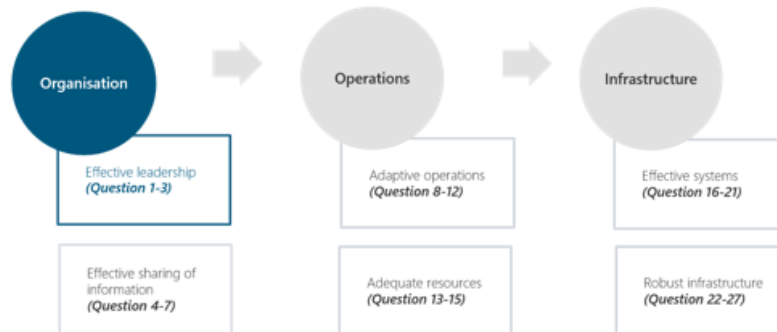 Organisation
Operations
Infrastructure
Effective leadership
(Question 1-3)
Adaptive operations
(Question 8-12)
Effective systems
(Question 16-21)
Effective sharing of
information
(Question 4-7)
Adequate resources
(Question 13-15)
Robust infrastructure
(Question 22-27)